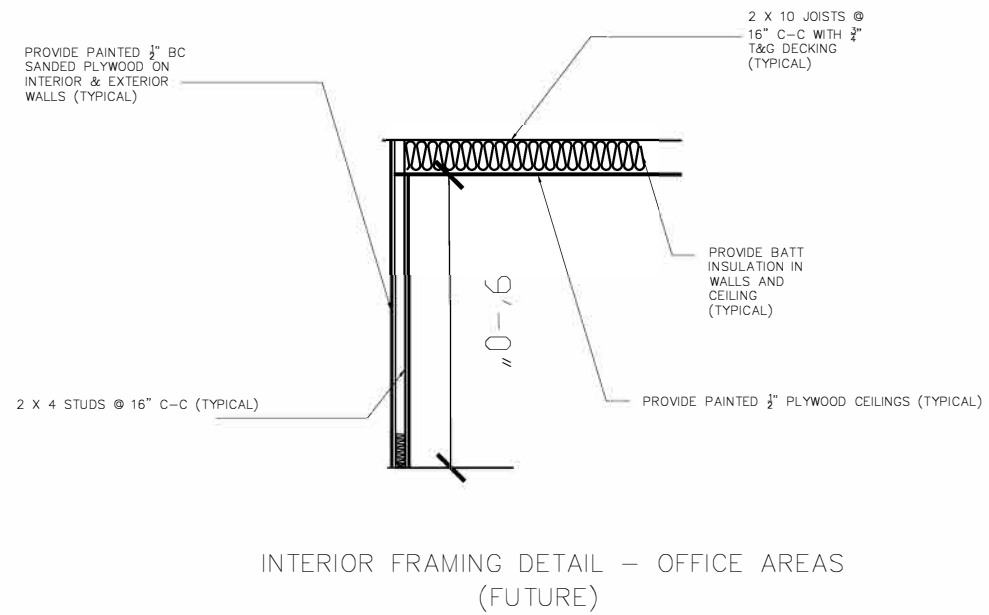 2 X 10 JOISTS @
16" C-C WITH 3/4"
T&G DECKING
(TYPICAL)
PROVIDE PAINTED 1/2" BC
SANDED PLYWOOD ON
INTERIOR & EXTERIOR
WALLS (TYPICAL)
PROVIDE BATT
INSULATION IN
WALLS AND
CEILING
(TYPICAL)
9'-0"
2 X 4 STUDS @ 16" C-C (TYPICAL)
PROVIDE PAINTED 1/2" PLYWOOD CEILINGS (TYPICAL)
INTERIOR FRAMING DETAIL - OFFICE AREAS
(FUTURE)